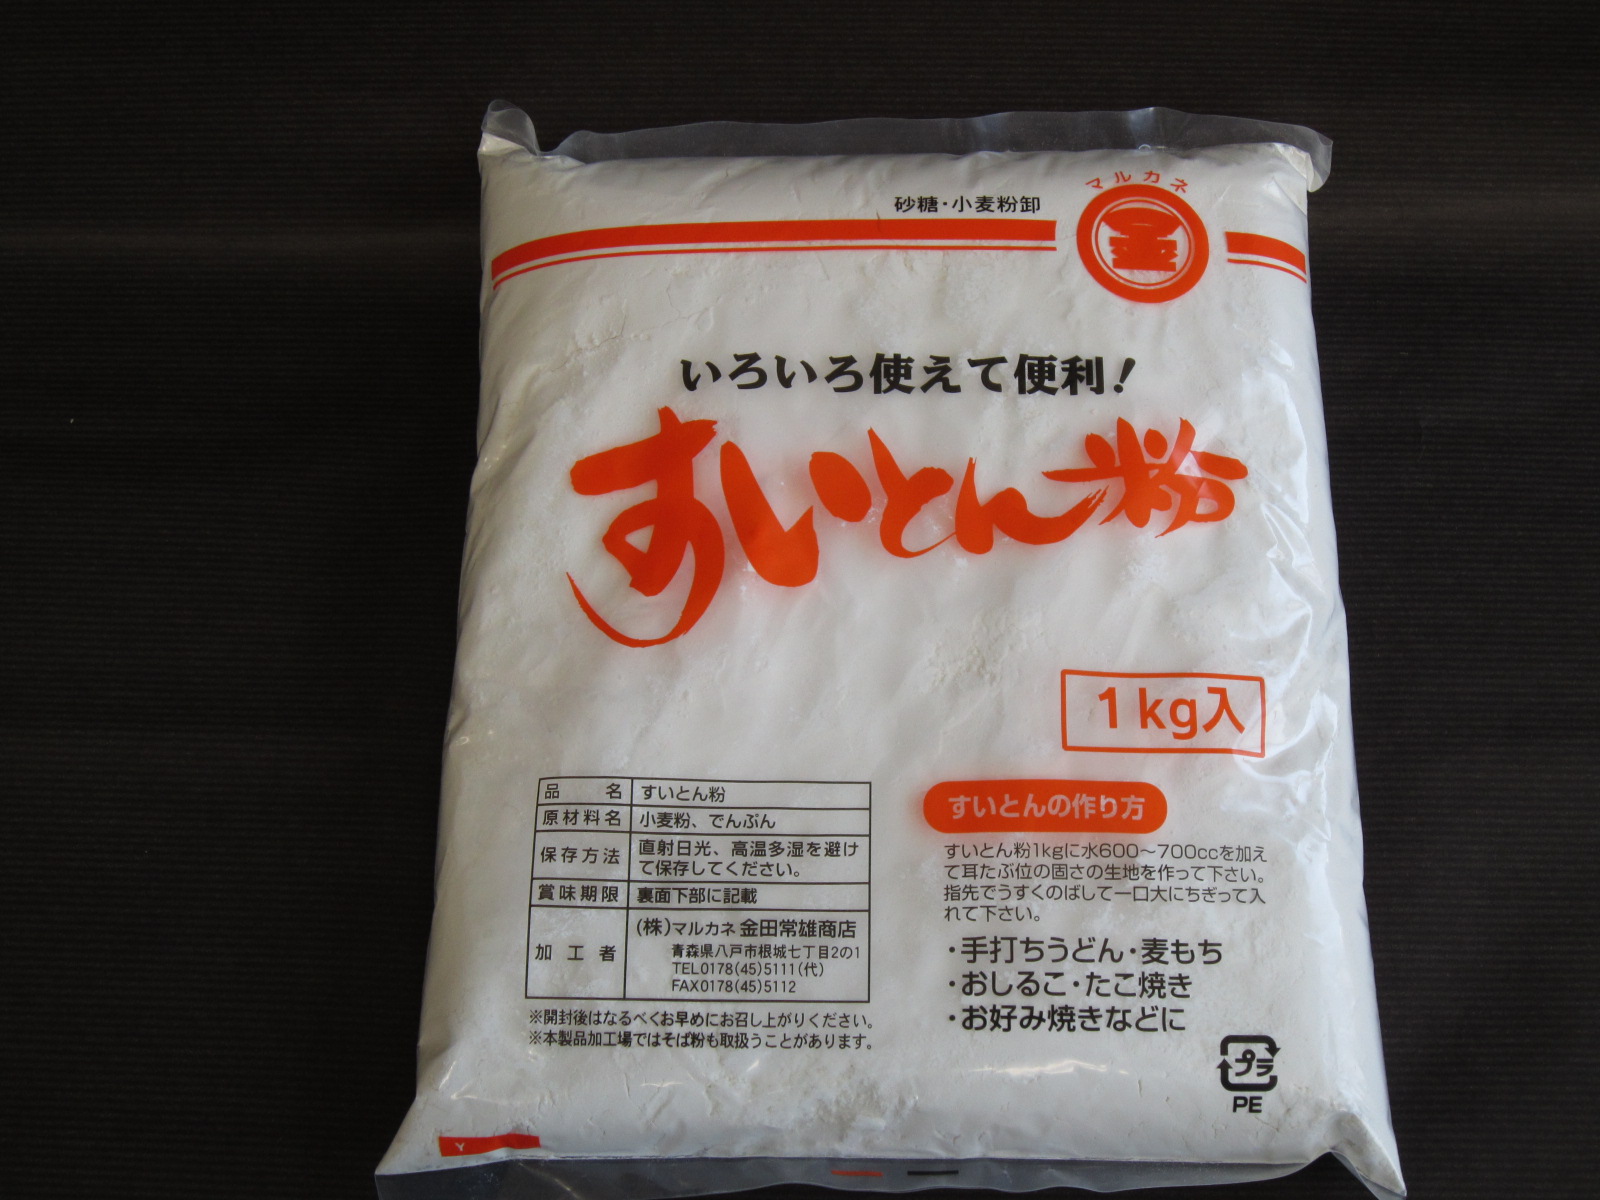 マルカネ
砂糖・小麦粉卸
金
いろいろ使えて便利!
すいとん粉
1kg入
品名 すいとん粉
原材料名 小麦粉、でんぷん
保存方法 直射日光、高温多湿を避け
て保存してください。
賞味期限 裏面下部に記載
加工者 (株)マルカネ 金田常雄商店
青森県八戸市根城七丁目2の1
TEL0178(45)5111(代)
FAX0178(45)5112
※開封後はなるべくお早めにお召し上がりください。
※本製品加工場ではそば粉も取扱うことがあります。
すいとんの作り方
すいとん粉1kgに水600〜700ccを加え
て耳たぶ位の固さの生地を作って下さい。
指先でうすくのばして一口大にちぎって入
れて下さい。
・手打ちうどん・麦もち
・おしるこ・たこ焼き
・お好み焼きなどに
プラ
PE
Y